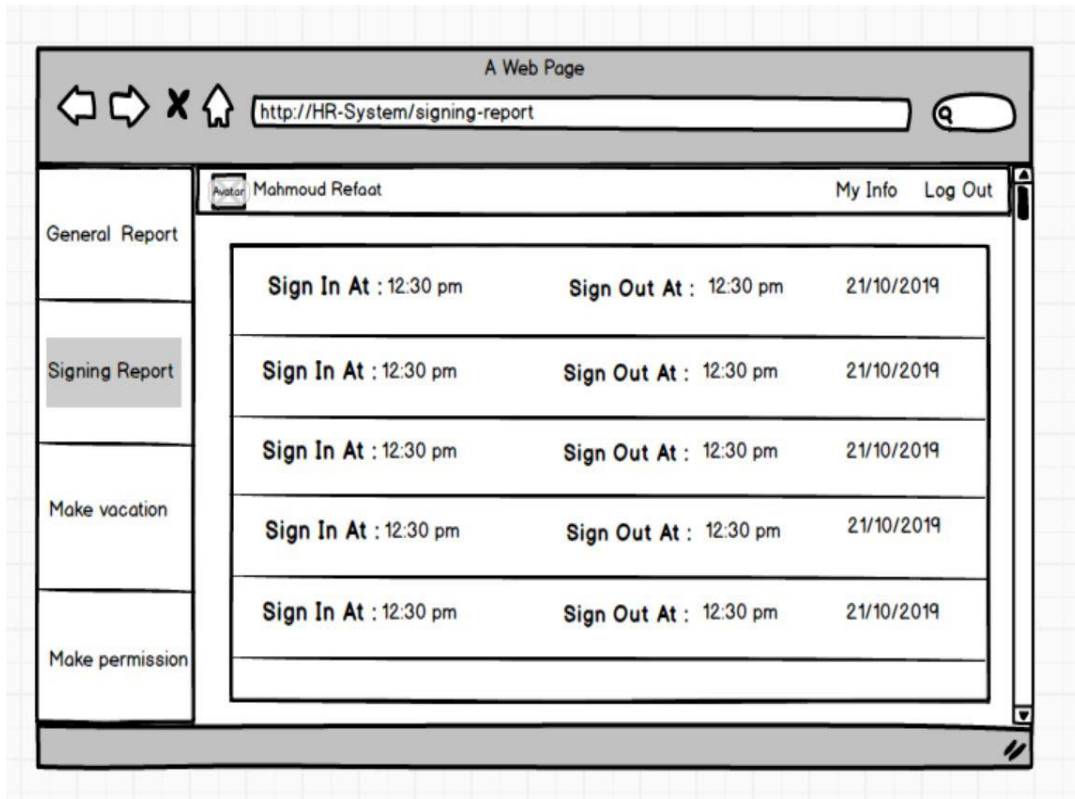 A Web Page
http://HR-System/signing-report
Avatar Mahmoud Refaat My Info Log Out
General Report
Signing Report
Make vacation
Make permission
Sign In At : 12:30 pm Sign Out At : 12:30 pm 21/10/2019
Sign In At : 12:30 pm Sign Out At : 12:30 pm 21/10/2019
Sign In At : 12:30 pm Sign Out At : 12:30 pm 21/10/2019
Sign In At : 12:30 pm Sign Out At : 12:30 pm 21/10/2019
Sign In At : 12:30 pm Sign Out At : 12:30 pm 21/10/2019